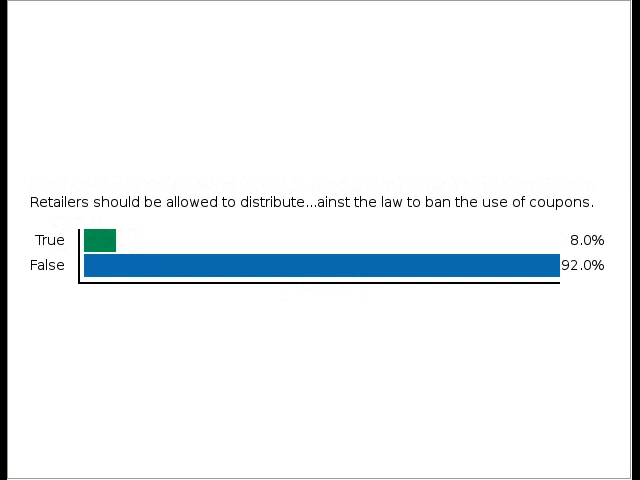 Retailers should be allowed to distribute...ainst the law to ban the use of coupons.
True 8.0%
False 92.0%